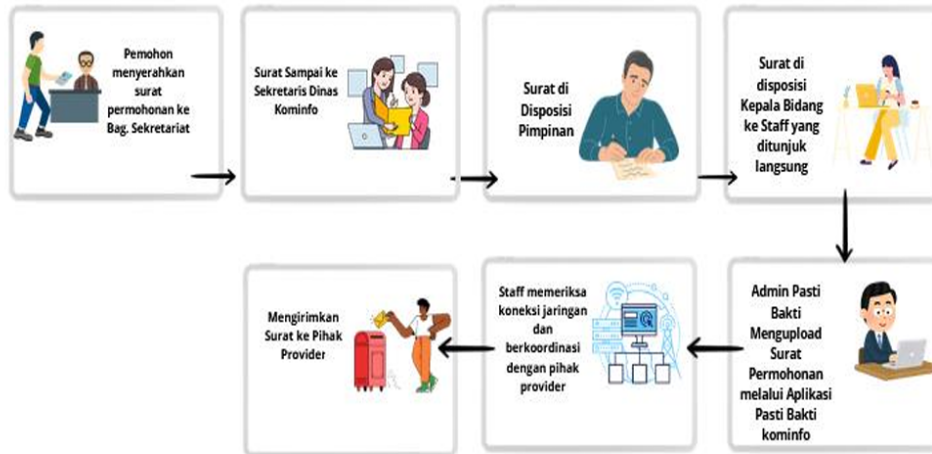 Pemohon
menyerahkan
surat
permohonan ke
Bag. Sekretariat
Surat Sampai ke
Sekretaris Dinas
Kominfo
Surat di
Disposisi
Pimpinan
Surat di
disposisi
Kepala Bidang
ke Staff yang
ditunjuk
langsung
Admin Pasti
Bakti
Mengupload
Surat
Permohonan
melalui Aplikasi
Pasti Bakti
kominfo
Staff memeriksa
koneksi jaringan
dan
berkoordinasi
dengan pihak
provider
Mengirimkan
Surat ke Pihak
Provider